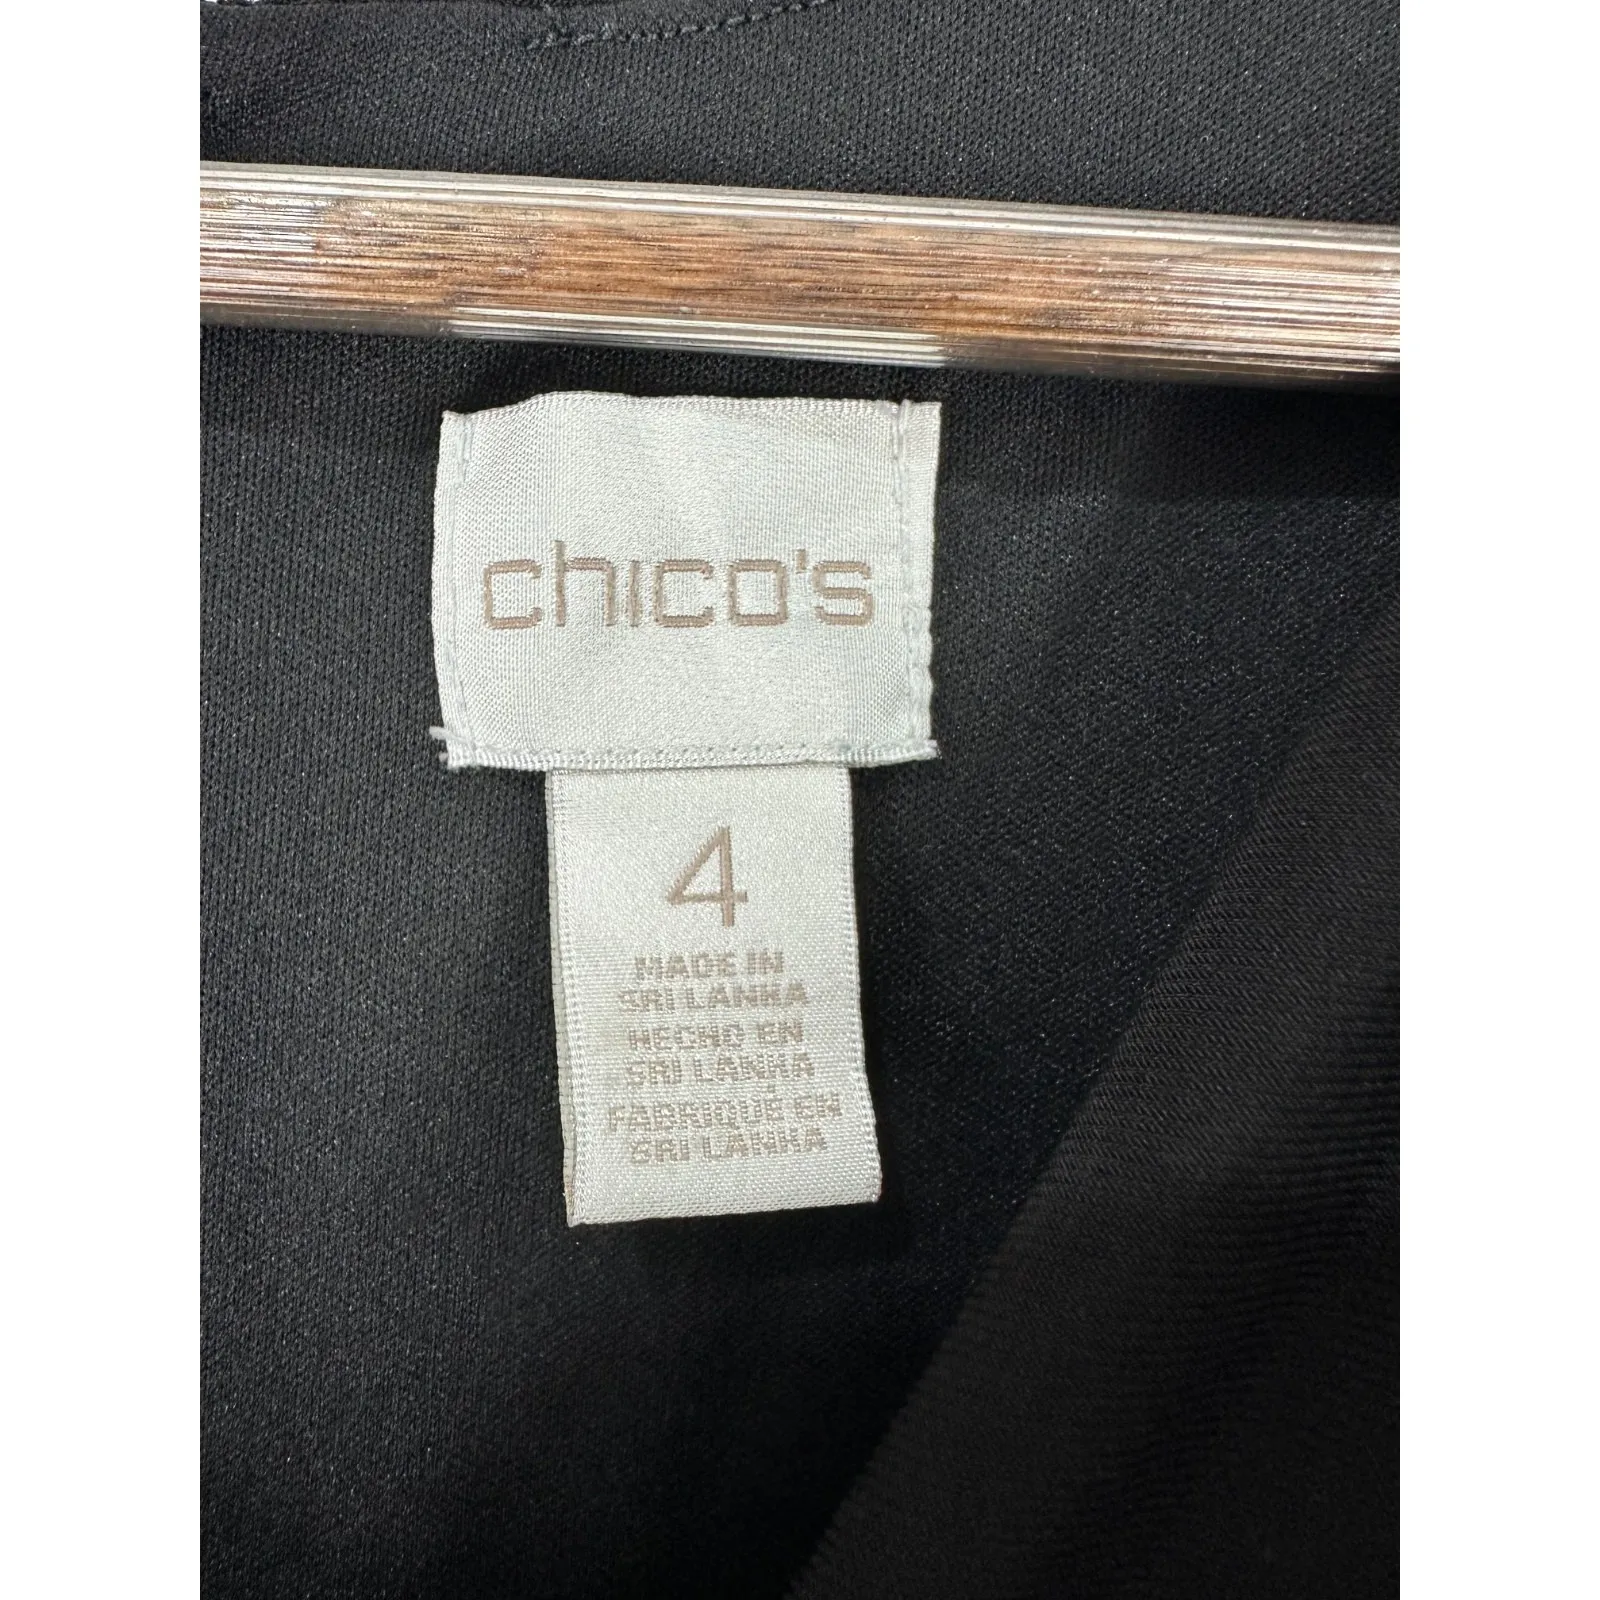 chico's
4
MADE IN
SRI LANKA
HECHO EN
SRI LANKA
FABRIQUÉ EN
SRI LANKA